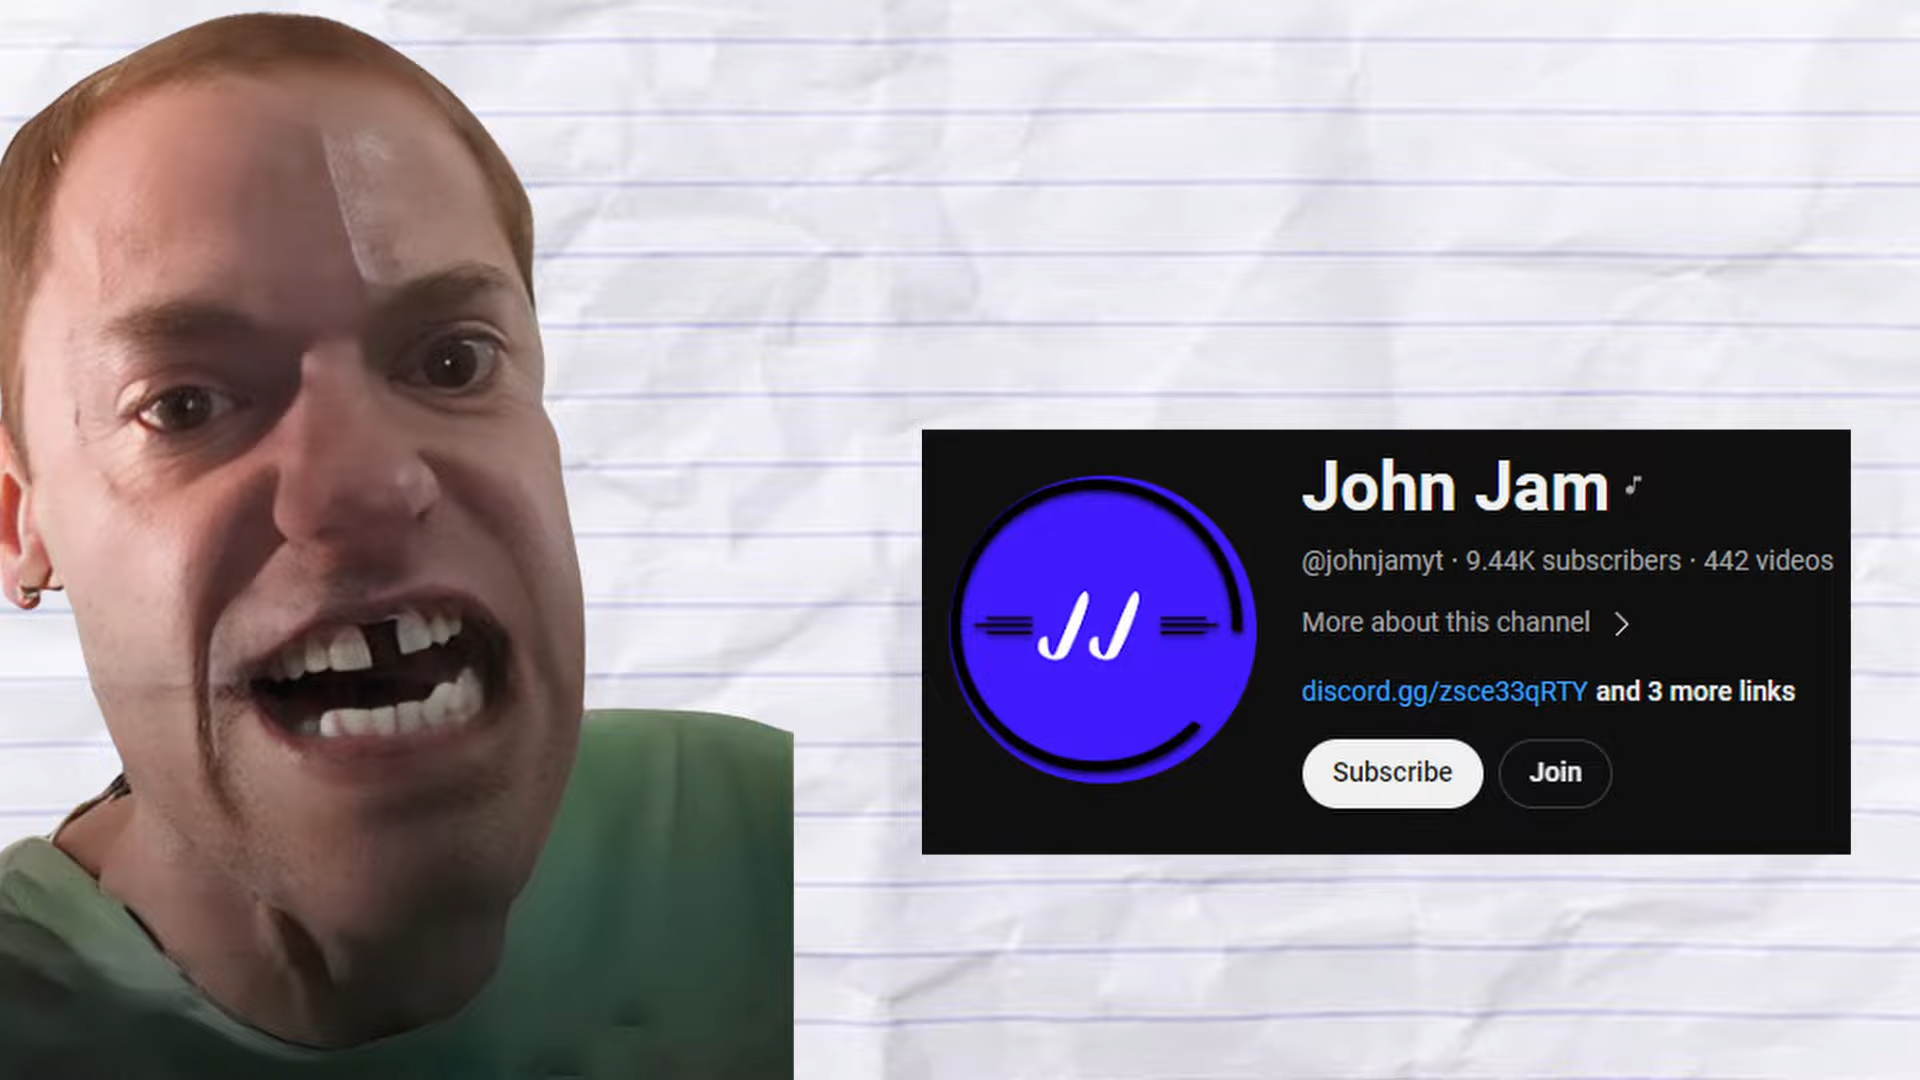 JJ
John Jam
@johnjamyt · 9.44K subscribers · 442 videos
More about this channel
discord.gg/zsce33qRTY and 3 more links
Subscribe Join